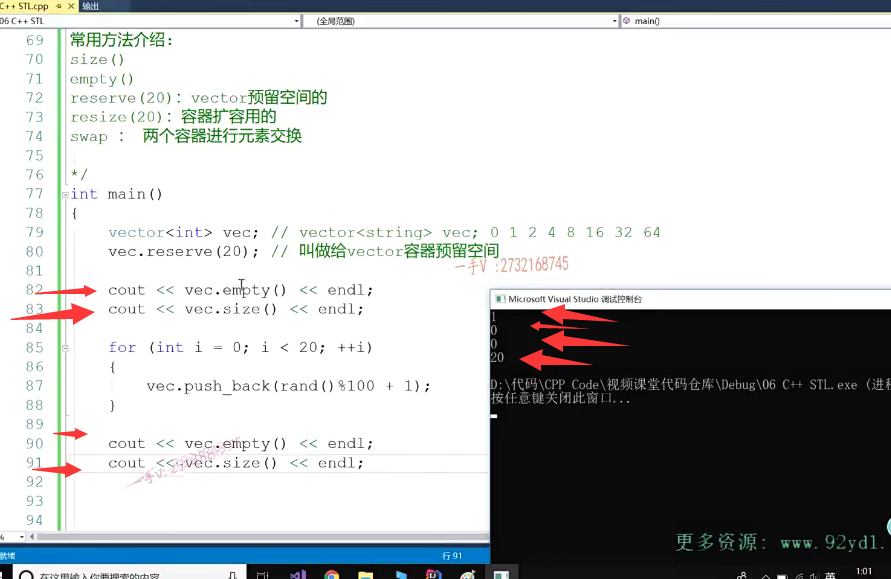 C++ STL.cpp
输出
06 C++ STL
(全局范围)
main()
69 常用方法介绍：
70 size()
71 empty()
72 reserve(20)：vector预留空间的
73 resize(20)：容器扩容用的
74 swap ： 两个容器进行元素交换
75
76 */
77 int main()
78 {
79 vector<int> vec; // vector<string> vec; 0 1 2 4 8 16 32 64
80 vec.reserve(20); // 叫做给vector容器预留空间
一手V :2732168745
81
82 cout << vec.empty() << endl;
83 cout << vec.size() << endl;
84
85 for (int i = 0; i < 20; ++i)
86 {
87 vec.push_back(rand()%100 + 1);
88 }
89
90 cout << vec.empty() << endl;
91 cout << vec.size() << endl;
92
93
94
Microsoft Visual Studio 调试控制台
1
0
0
20
D:\代码\CPP Code\视频课堂代码仓库\Debug\06 C++ STL.exe (进程
按任意键关闭此窗口...
更多资源: www.92ydl.
%
就绪
行 91
在这里输入你要搜索的内容
英
1:01